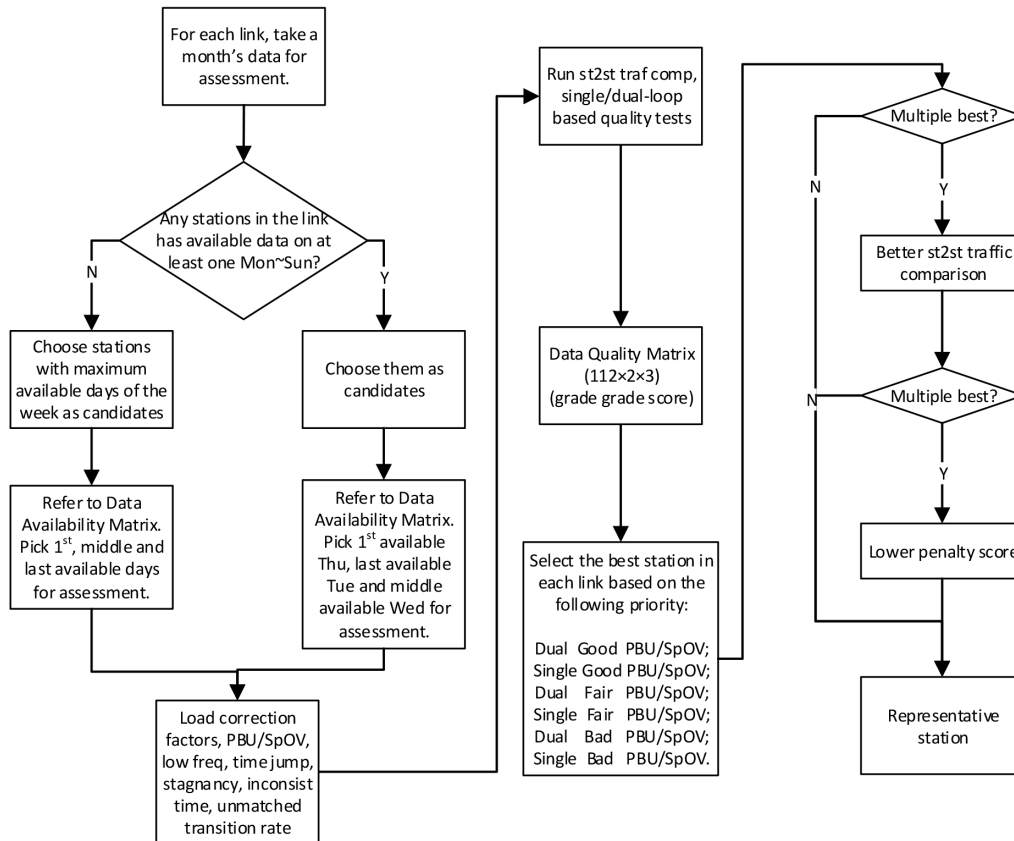 For each link, take a
month's data for
assessment.
Any stations in the link
has available data on at
least one Mon~Sun?
N
Y
Choose stations
with maximum
available days of the
week as candidates
Choose them as
candidates
Refer to Data
Availability Matrix.
Pick 1st, middle and
last available days
for assessment.
Refer to Data
Availability Matrix.
Pick 1st available
Thu, last available
Tue and middle
available Wed for
assessment.
Load correction
factors, PBU/SpOV,
low freq, time jump,
stagnancy, inconsist
time, unmatched
transition rate
Run st2st traf comp,
single/dual-loop
based quality tests
Data Quality Matrix
(112×2×3)
(grade grade score)
Select the best station in
each link based on the
following priority:
Dual Good PBU/SpOV;
Single Good PBU/SpOV;
Dual Fair PBU/SpOV;
Single Fair PBU/SpOV;
Dual Bad PBU/SpOV;
Single Bad PBU/SpOV.
Multiple best?
N
Y
Better st2st traffic
comparison
Multiple best?
N
Y
Lower penalty score
Representative
station